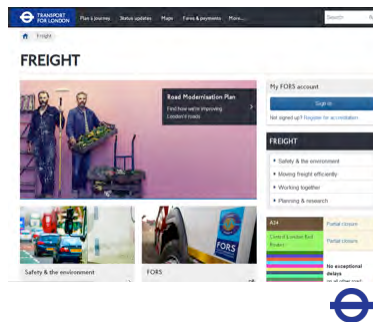 TRANSPORT
FOR LONDON
Plan a journey
Status updates
Maps
Fares & payments
More...
Search
Freight
FREIGHT
Road Modernisation Plan
Find how we're improving
London's roads
My FORS account
Sign in
Not signed up? Register for accreditation
FREIGHT
Safety & the environment
Moving freight efficiently
Working together
Planning & research
Partial closure
Central London Red
Routes
Partial closure
No exceptional
delays
FORS
Safety & the environment
FORS